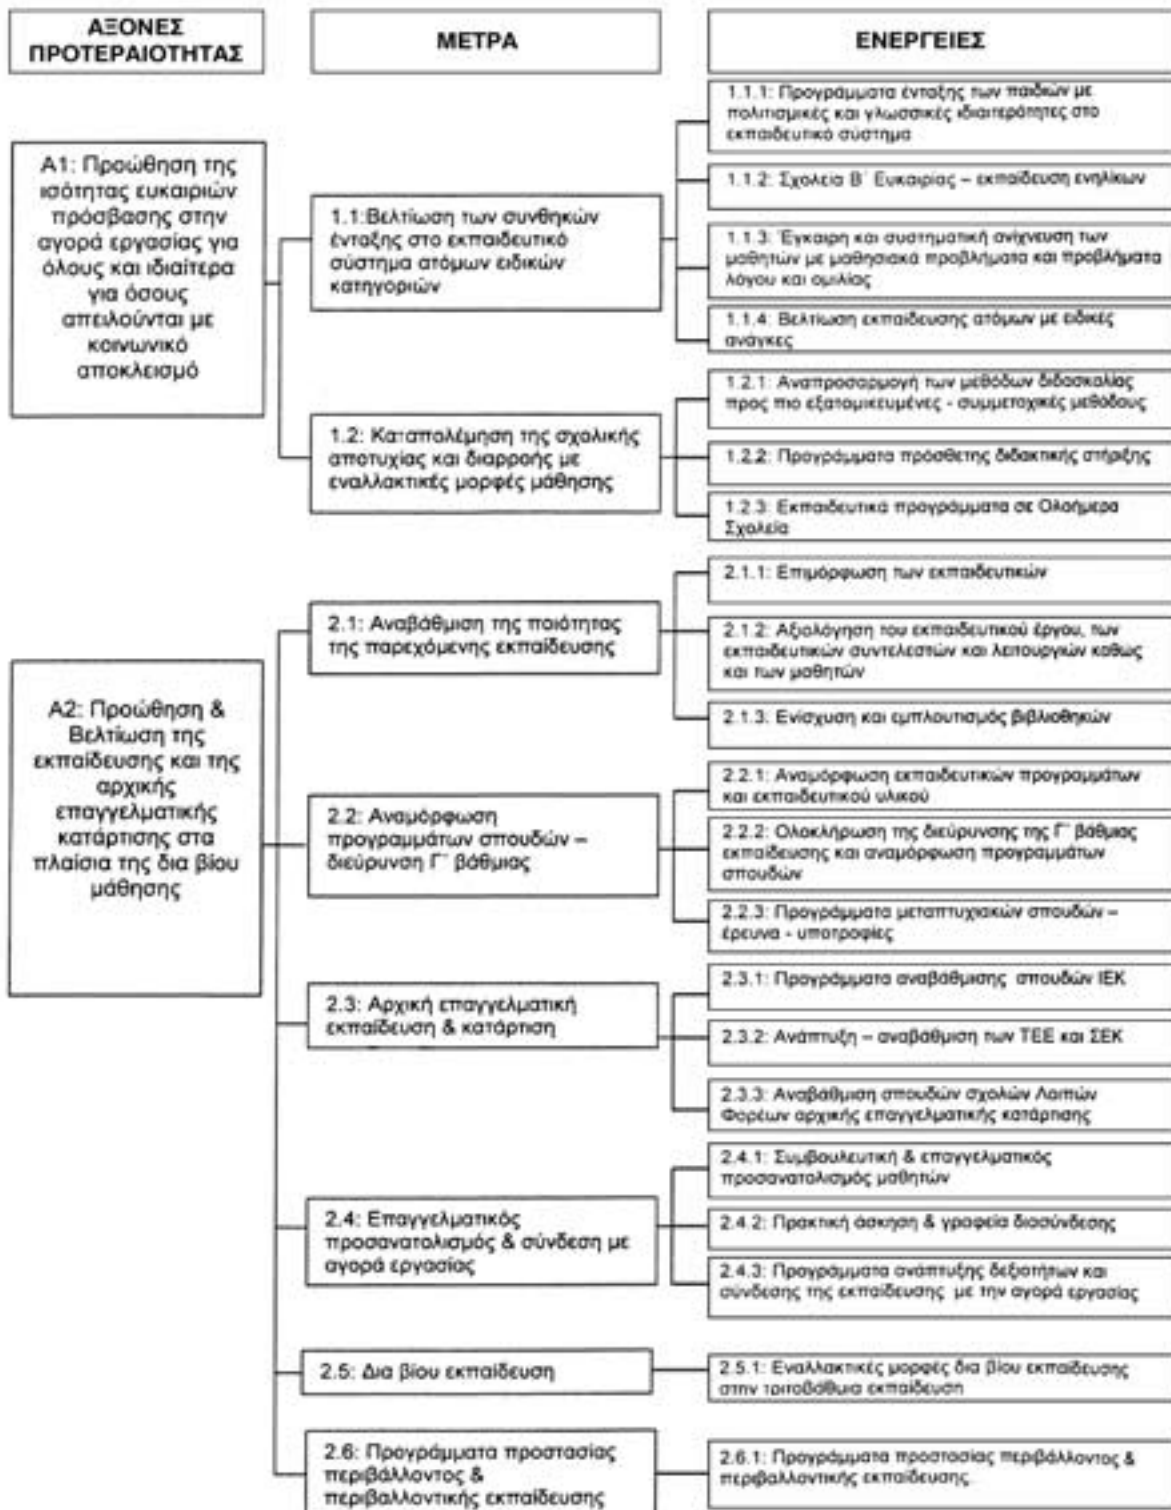 ΑΞΟΝΕΣ
ΠΡΟΤΕΡΑΙΟΤΗΤΑΣ
ΜΕΤΡΑ
ΕΝΕΡΓΕΙΕΣ
Α1: Προώθηση της
ισότητας ευκαιριών
πρόσβασης στην
αγορά εργασίας για
όλους και ιδιαίτερα
για όσους
απειλούνται με
κοινωνικό
αποκλεισμό
1.1:Βελτίωση των συνθηκών
ένταξης στο εκπαιδευτικό
σύστημα ατόμων ειδικών
κατηγοριών
1.1.1: Προγράμματα ένταξης των παιδιών με
πολιτισμικές και γλωσσικές ιδιαιτερότητες στο
εκπαιδευτικό σύστημα
1.1.2: Σχολεία Β΄ Ευκαιρίας – εκπαίδευση ενηλίκων
1.1.3: Έγκαιρη και συστηματική ανίχνευση των
μαθητών με μαθησιακά προβλήματα και προβλήματα
λόγου και ομιλίας
1.1.4: Βελτίωση εκπαίδευσης ατόμων με ειδικές
ανάγκες
1.2: Καταπολέμηση της σχολικής
αποτυχίας και διαρροής με
εναλλακτικές μορφές μάθησης
1.2.1: Αναπροσαρμογή των μεθόδων διδασκαλίας
προς πιο εξατομικευμένες - συμμετοχικές μεθόδους
1.2.2: Προγράμματα πρόσθετης διδακτικής στήριξης
1.2.3: Εκπαιδευτικά προγράμματα σε Ολοήμερα
Σχολεία
Α2: Προώθηση &
Βελτίωση της
εκπαίδευσης και της
αρχικής
επαγγελματικής
κατάρτισης στα
πλαίσια της δια βίου
μάθησης
2.1: Αναβάθμιση της ποιότητας
της παρεχόμενης εκπαίδευσης
2.1.1: Επιμόρφωση των εκπαιδευτικών
2.1.2: Αξιολόγηση του εκπαιδευτικού έργου, των
εκπαιδευτικών συντελεστών και λειτουργιών καθώς
και των μαθητών
2.1.3: Ενίσχυση και εμπλουτισμός βιβλιοθηκών
2.2: Αναμόρφωση
προγραμμάτων σπουδών –
διεύρυνση Γ΄ βάθμιας
2.2.1: Αναμόρφωση εκπαιδευτικών προγραμμάτων
και εκπαιδευτικού υλικού
2.2.2: Ολοκλήρωση της διεύρυνσης της Γ΄ βάθμιας
εκπαίδευσης και αναμόρφωση προγραμμάτων
σπουδών
2.2.3: Προγράμματα μεταπτυχιακών σπουδών –
έρευνα - υποτροφίες
2.3: Αρχική επαγγελματική
εκπαίδευση & κατάρτιση
2.3.1: Προγράμματα αναβάθμισης σπουδών ΙΕΚ
2.3.2: Ανάπτυξη – αναβάθμιση των ΤΕΕ και ΣΕΚ
2.3.3: Αναβάθμιση σπουδών σχολών Λοιπών
Φορέων αρχικής επαγγελματικής κατάρτισης
2.4: Επαγγελματικός
προσανατολισμός & σύνδεση με
αγορά εργασίας
2.4.1: Συμβουλευτική & επαγγελματικός
προσανατολισμός μαθητών
2.4.2: Πρακτική άσκηση & γραφεία διασύνδεσης
2.4.3: Προγράμματα ανάπτυξης δεξιοτήτων και
σύνδεσης της εκπαίδευσης με την αγορά εργασίας
2.5: Δια βίου εκπαίδευση
2.5.1: Εναλλακτικές μορφές δια βίου εκπαίδευσης
στην τριτοβάθμια εκπαίδευση
2.6: Προγράμματα προστασίας
περιβάλλοντος &
περιβαλλοντικής εκπαίδευσης
2.6.1: Προγράμματα προστασίας περιβάλλοντος &
περιβαλλοντικής εκπαίδευσης.